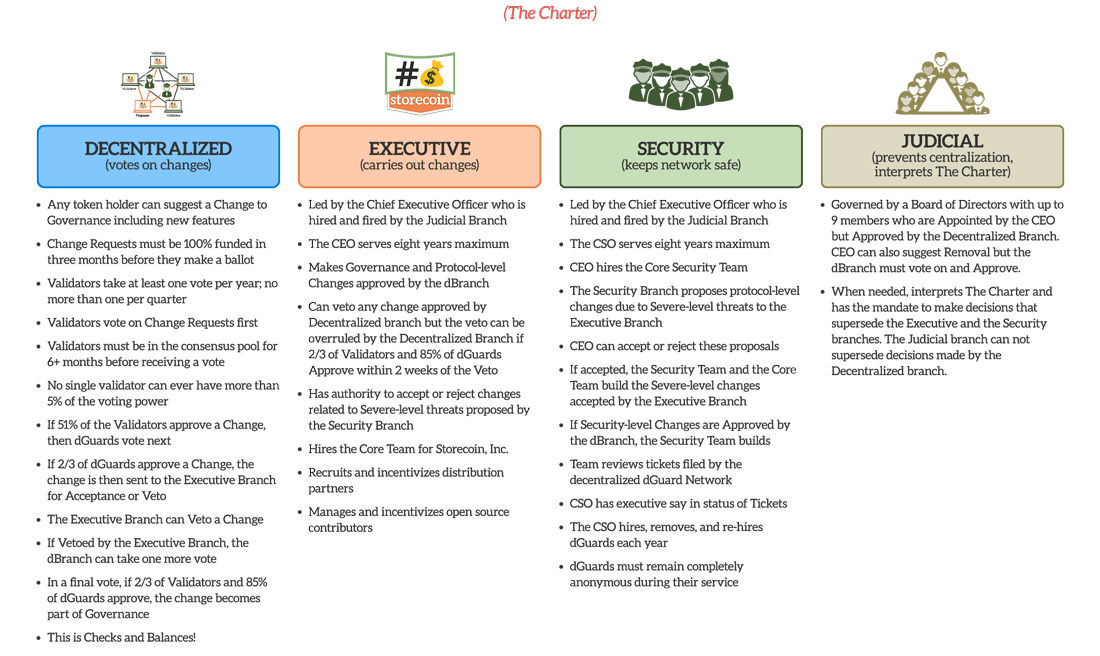 (The Charter)
Validator
Validator
Validator
Proposer
Validator
#
$
storecoin
DECENTRALIZED
(votes on changes)
• Any token holder can suggest a Change to
Governance including new features
• Change Requests must be 100% funded in
three months before they make a ballot
• Validators take at least one vote per year; no
more than one per quarter
• Validators vote on Change Requests first
• Validators must be in the consensus pool for
6+ months before receiving a vote
• No single validator can ever have more than
5% of the voting power
• If 51% of the Validators approve a Change,
then dGuards vote next
• If 2/3 of dGuards approve a Change, the
change is then sent to the Executive Branch
for Acceptance or Veto
• The Executive Branch can Veto a Change
• If Vetoed by the Executive Branch, the
dBranch can take one more vote
• In a final vote, if 2/3 of Validators and 85%
of dGuards approve, the change becomes
part of Governance
• This is Checks and Balances!
EXECUTIVE
(carries out changes)
• Led by the Chief Executive Officer who is
hired and fired by the Judicial Branch
• The CEO serves eight years maximum
• Makes Governance and Protocol-level
Changes approved by the dBranch
• Can veto any change approved by
Decentralized branch but the veto can be
overruled by the Decentralized Branch if
2/3 of Validators and 85% of dGuards
Approve within 2 weeks of the Veto
• Has authority to accept or reject changes
related to Severe-level threats proposed by
the Security Branch
• Hires the Core Team for Storecoin, Inc.
• Recruits and incentivizes distribution
partners
• Manages and incentivizes open source
contributors
SECURITY
(keeps network safe)
• Led by the Chief Executive Officer who is
hired and fired by the Judicial Branch
• The CSO serves eight years maximum
• CEO hires the Core Security Team
• The Security Branch proposes protocol-level
changes due to Severe-level threats to the
Executive Branch
• CEO can accept or reject these proposals
• If accepted, the Security Team and the Core
Team build the Severe-level changes
accepted by the Executive Branch
• If Security-level Changes are Approved by
the dBranch, the Security Team builds
• Team reviews tickets filed by the
decentralized dGuard Network
• CSO has executive say in status of Tickets
• The CSO hires, removes, and re-hires
dGuards each year
• dGuards must remain completely
anonymous during their service
JUDICIAL
(prevents centralization,
interprets The Charter)
• Governed by a Board of Directors with up to
9 members who are Appointed by the CEO
but Approved by the Decentralized Branch.
CEO can also suggest Removal but the
dBranch must vote on and Approve.
• When needed, interprets The Charter and
has the mandate to make decisions that
supersede the Executive and the Security
branches. The Judicial branch can not
supersede decisions made by the
Decentralized branch.